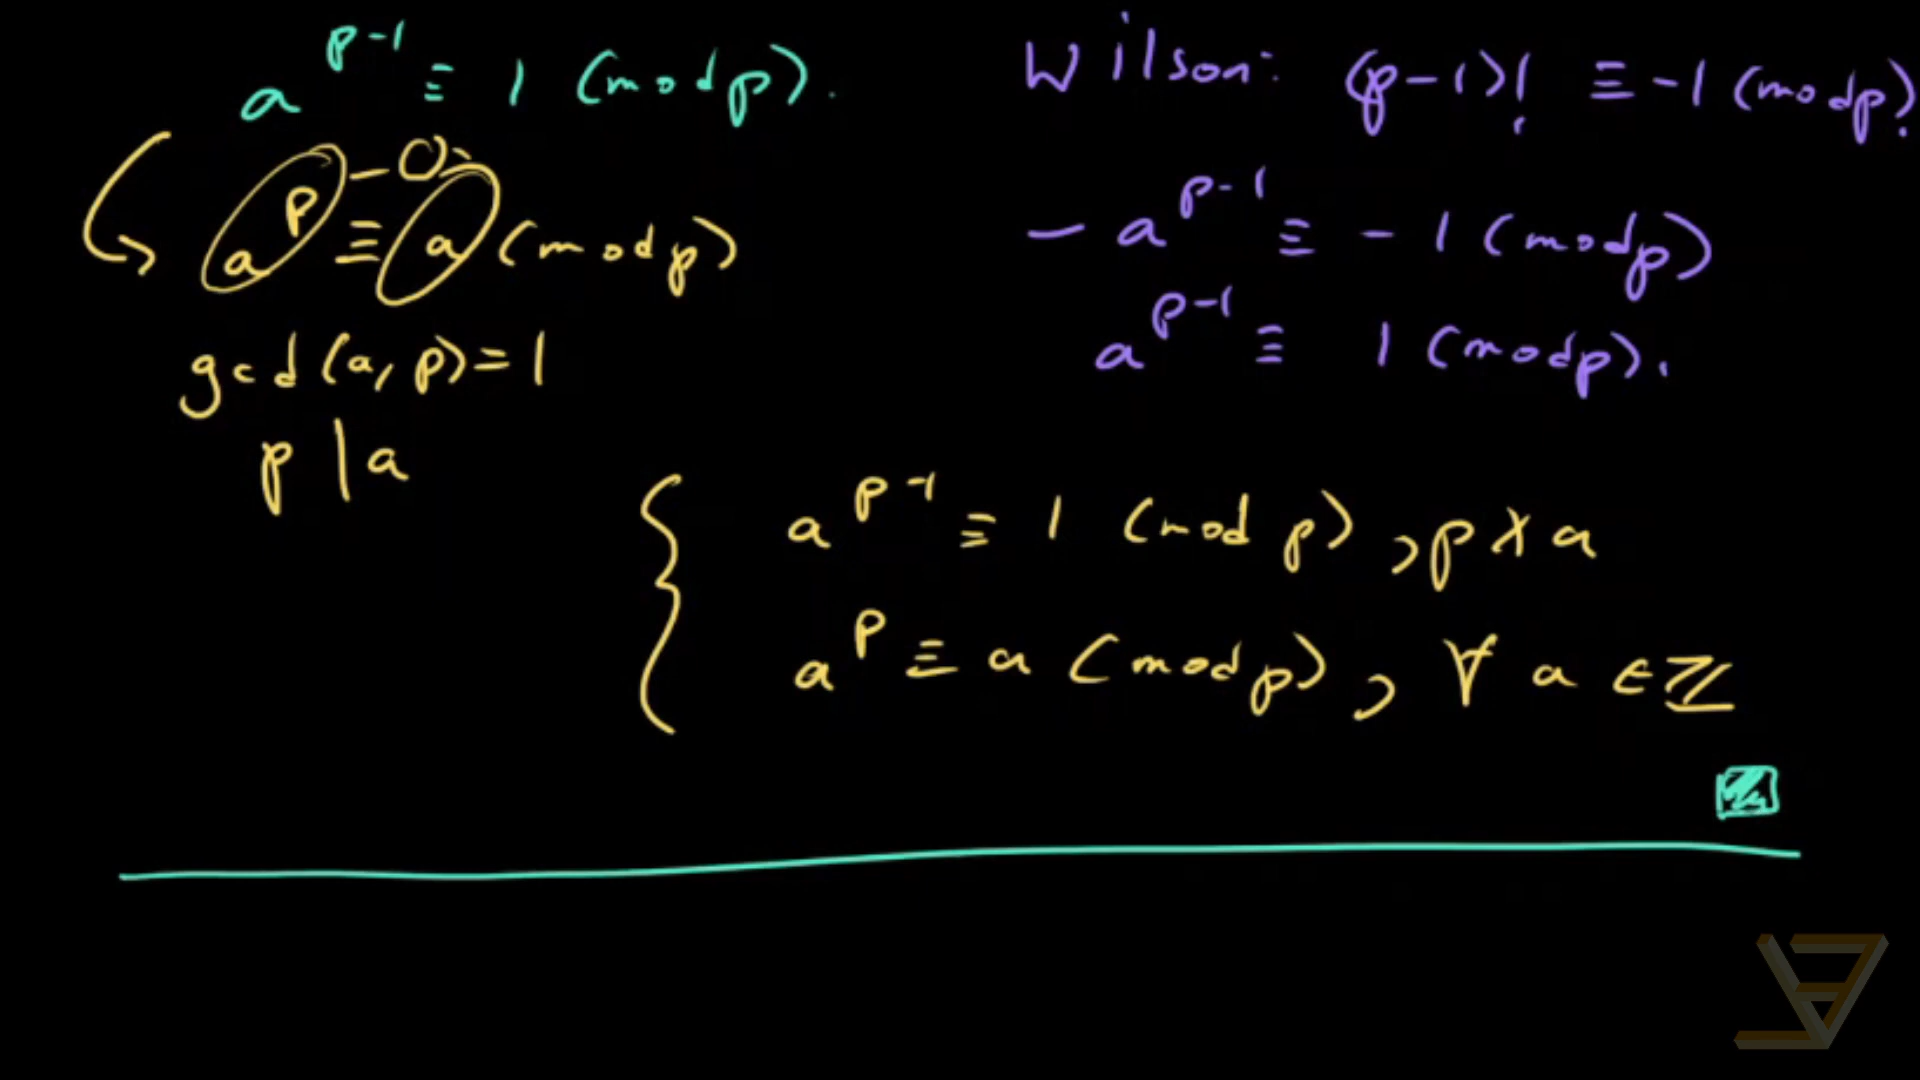 a^{p-1} ≡ 1 (mod p).
a^p ≡ a (mod p)
0
gcd(a, p) = 1
p | a
Wilson: (p-1)! ≡ -1 (mod p).
- a^{p-1} ≡ - 1 (mod p)
a^{p-1} ≡ 1 (mod p).
a^{p-1} ≡ 1 (mod p), p ∤ a
a^p ≡ a (mod p), ∀ a ∈ ℤ